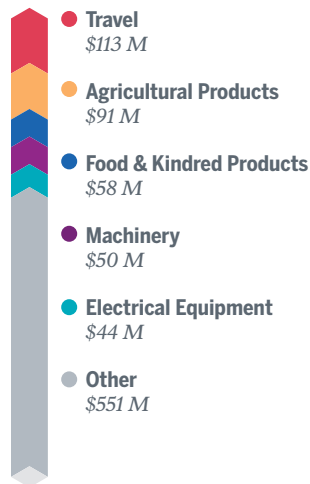 Travel
$113 M
Agricultural Products
$91 M
Food & Kindred Products
$58 M
Machinery
$50 M
Electrical Equipment
$44 M
Other
$551 M